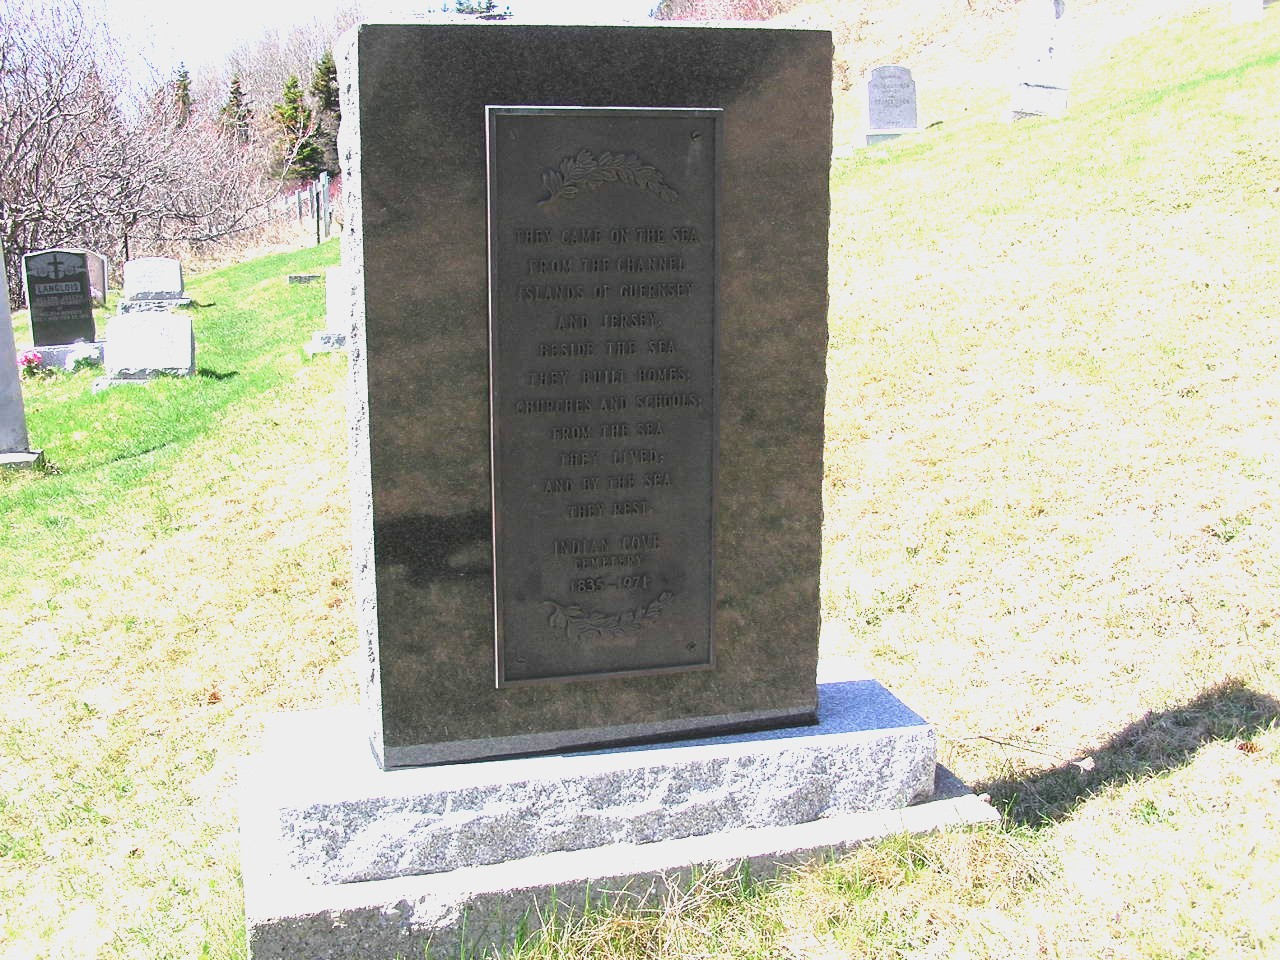 THEY CAME ON THE SEA
FROM THE CHANNEL
ISLANDS OF GUERNSEY
AND JERSEY.
BESIDE THE SEA
THEY BUILT HOMES;
CHURCHES AND SCHOOLS;
FROM THE SEA
THEY LIVED;
AND BY THE SEA
THEY REST.
INDIAN COVE
CEMETERY
1835-1971
LANGLOIS